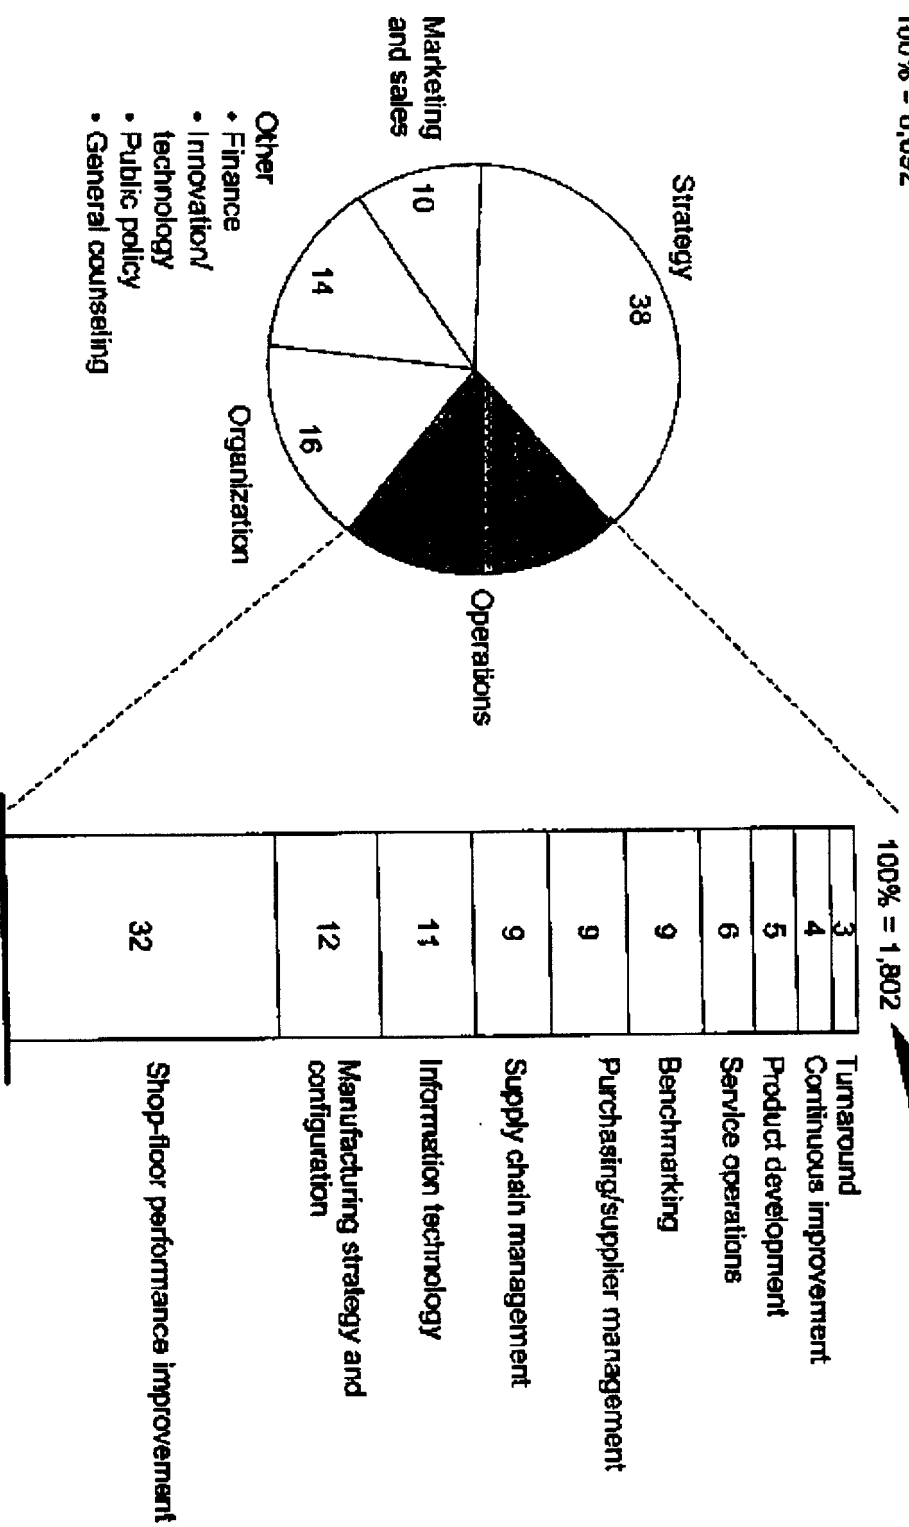 Strategy
38
Marketing
and sales
10
Other
• Finance
• Innovation/
technology
• Public policy
• General counseling
14
16
Organization
Operations
100% = 1,802
3
Turnaround
4
Continuous improvement
5
Product development
6
Service operations
9
Benchmarking
9
Purchasing/supplier management
9
Supply chain management
11
Information technology
12
Manufacturing strategy and
configuration
32
Shop-floor performance improvement